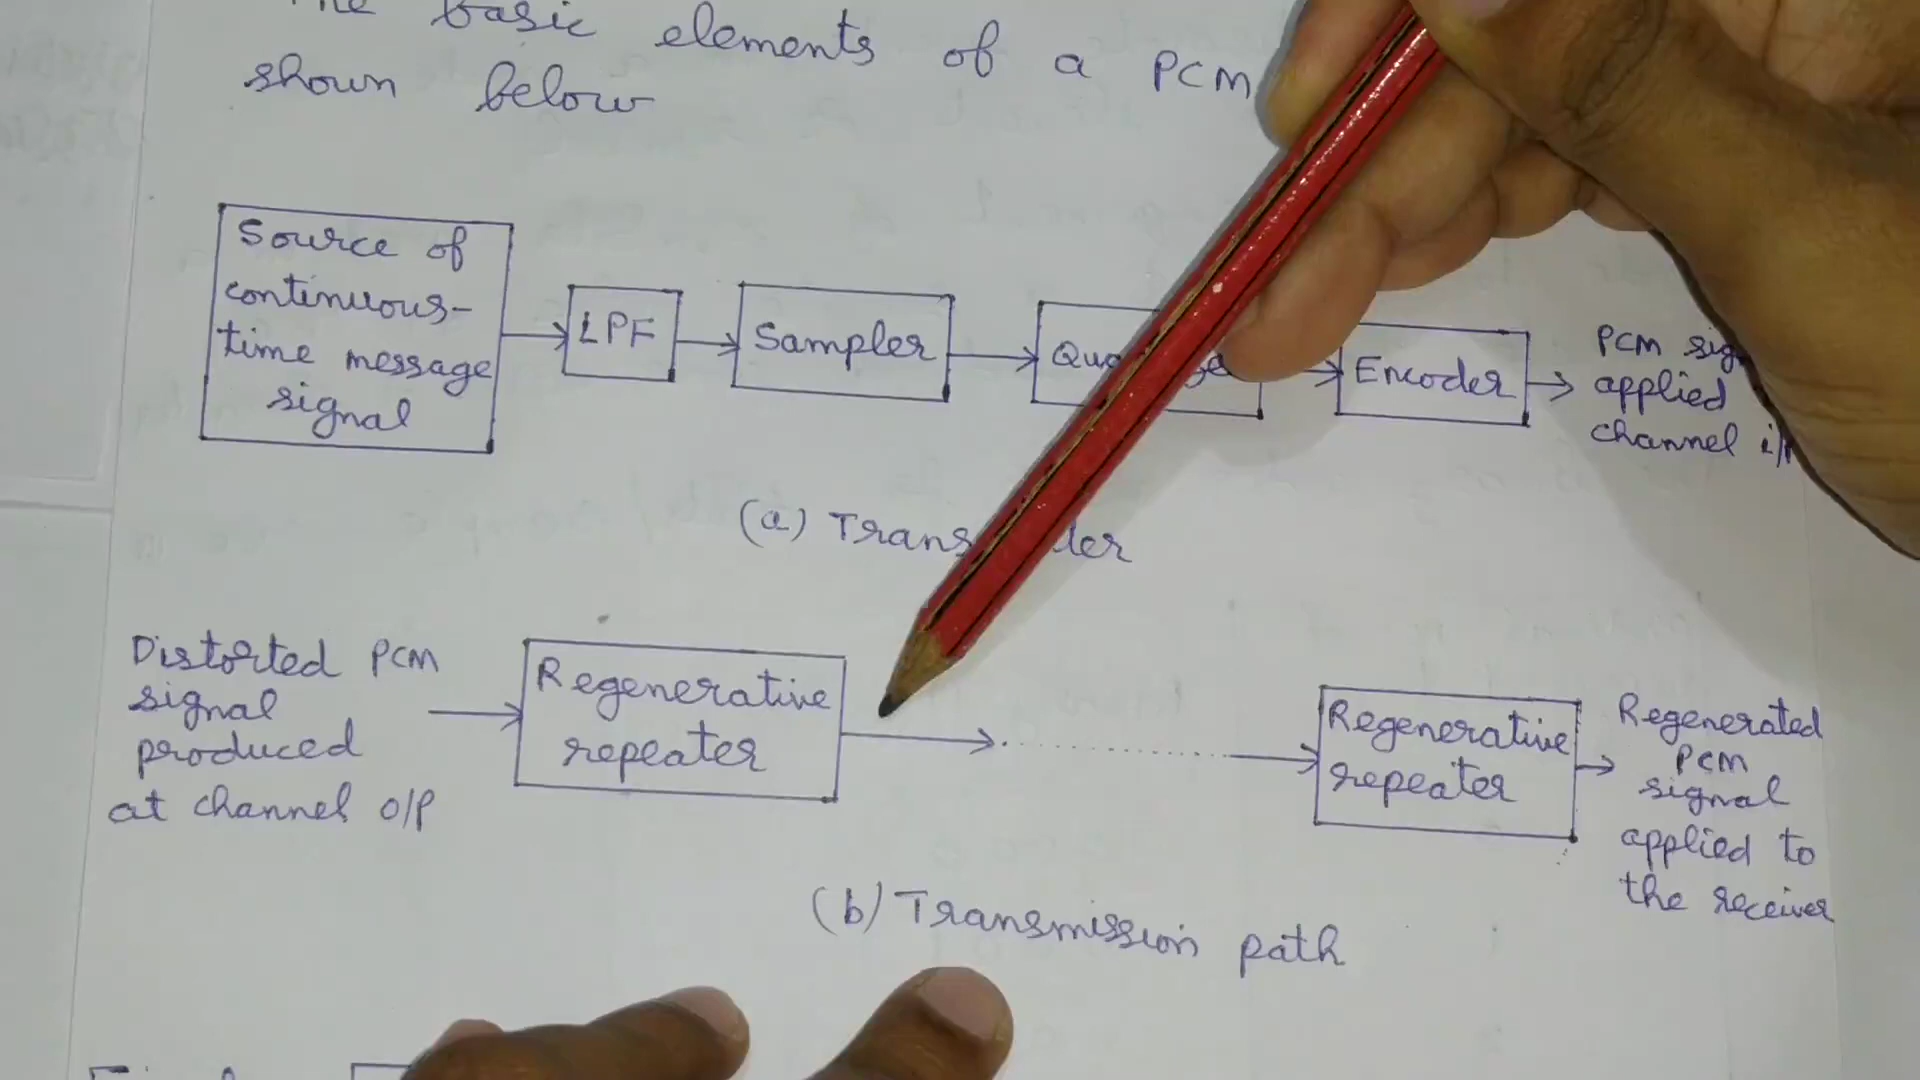 The basic elements of a PCM
shown below
Source of
continuous-
time message
signal
LPF
Sampler
Encoder
PCM
applied
channel i/p
(a)
Distorted PCM
signal
produced
at channel o/p
Regenerative
repeater
Regenerative
repeater
Regenerated
PCM
signal
applied to
the receiver
(b) Transmission path